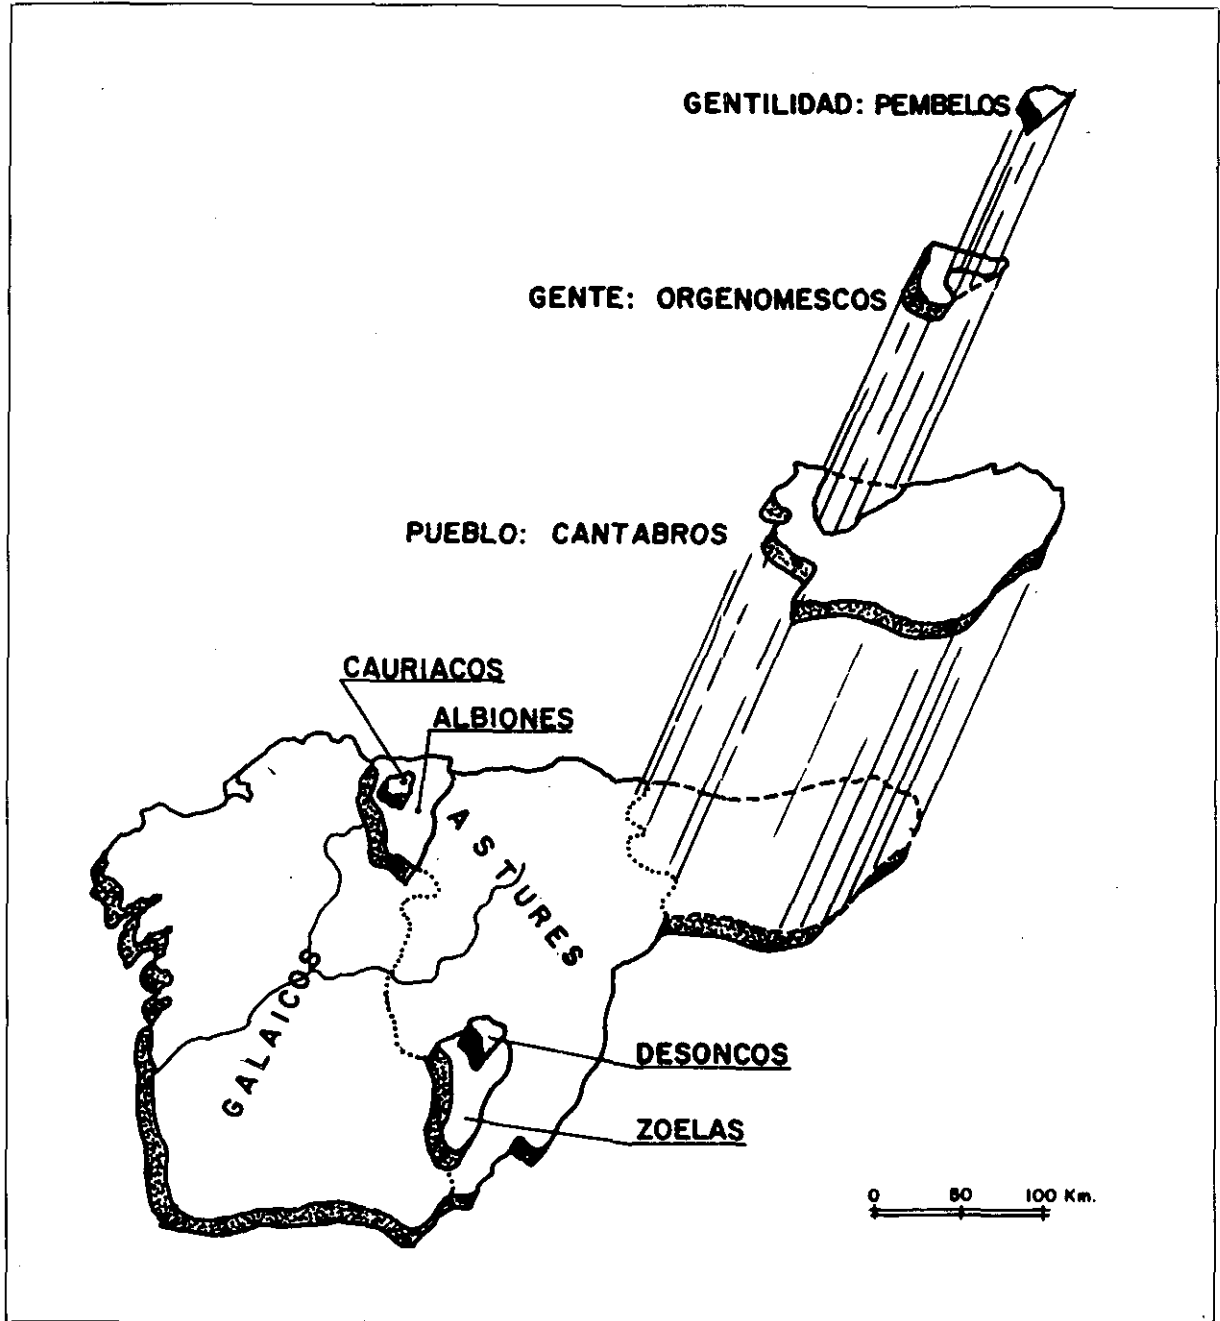 GENTILIDAD: PEMBELOS
GENTE: ORGENOMESCOS
PUEBLO: CANTABROS
CAURIACOS
ALBIONES
ASTURES
GALAICOS
DESONCOS
ZOELAS
0 50 100 Km.